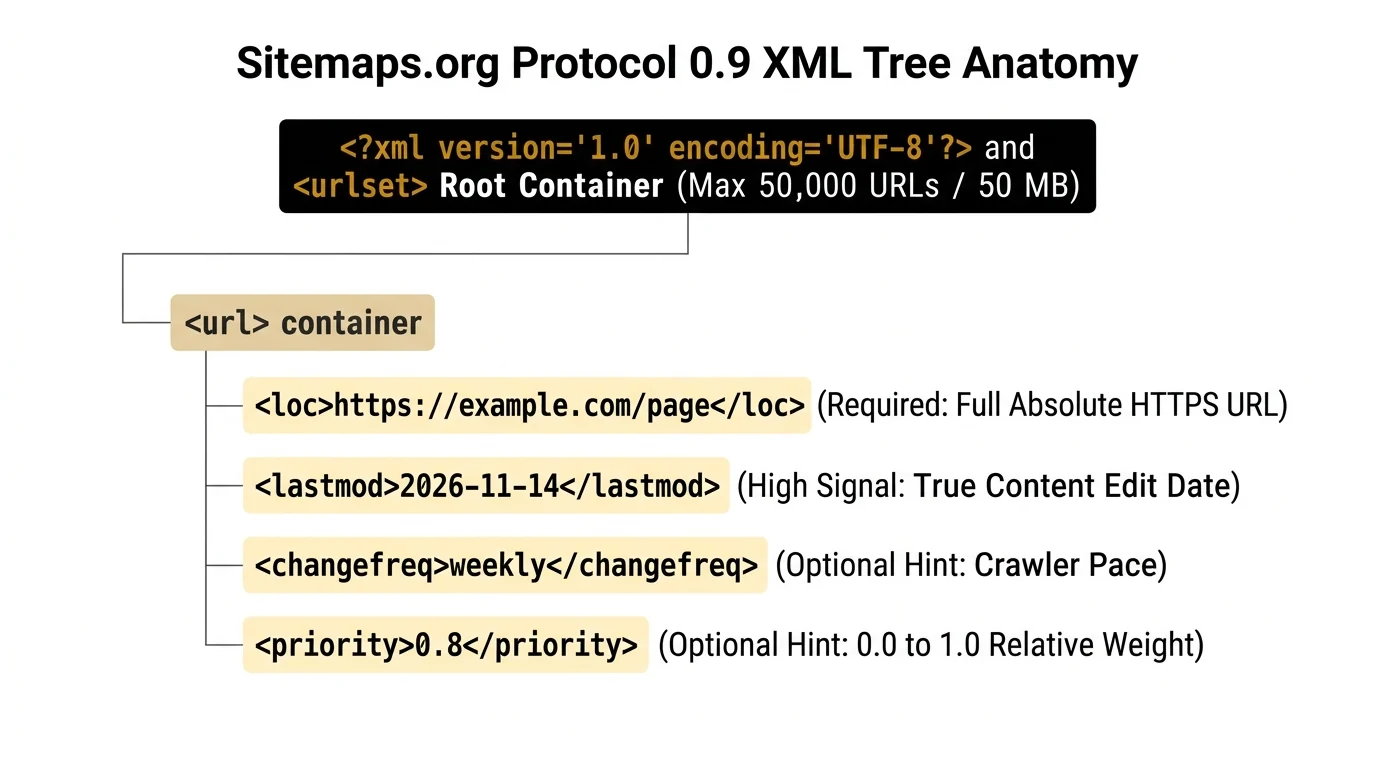 Sitemaps.org Protocol 0.9 XML Tree Anatomy
<?xml version='1.0' encoding='UTF-8'?> and
<urlset> Root Container (Max 50,000 URLs / 50 MB)
<url> container
<loc>https://example.com/page</loc> (Required: Full Absolute HTTPS URL)
<lastmod>2026-11-14</lastmod> (High Signal: True Content Edit Date)
<changefreq>weekly</changefreq> (Optional Hint: Crawler Pace)
<priority>0.8</priority> (Optional Hint: 0.0 to 1.0 Relative Weight)